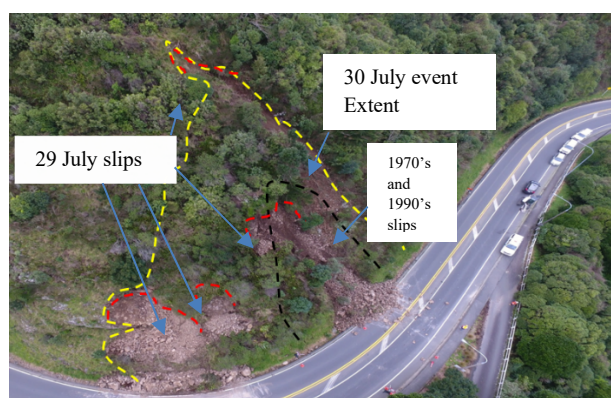 30 July event
Extent
29 July slips
1970's
and
1990's
slips